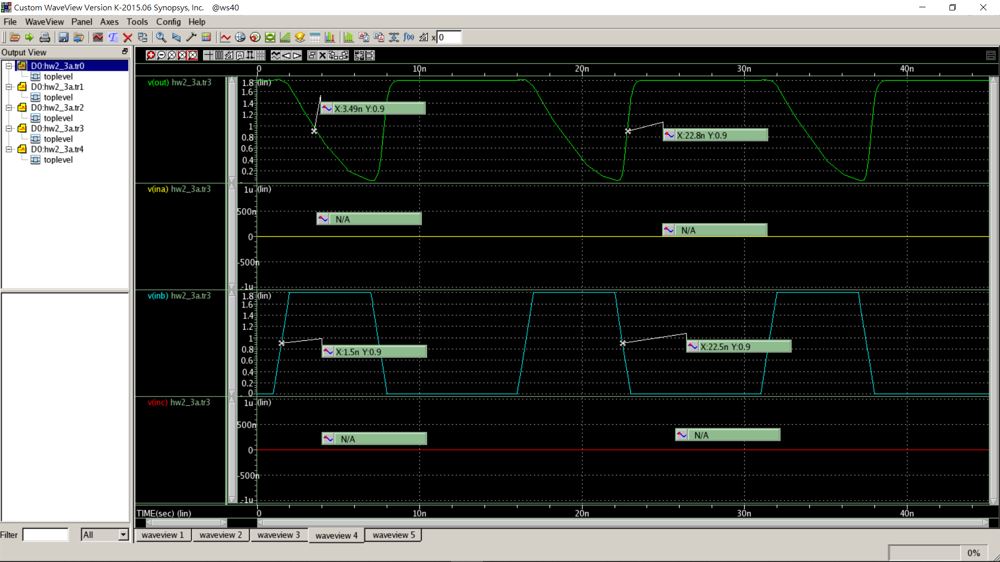 Custom WaveView Version K-2015.06 Synopsys, Inc. @ws40
File WaveView Panel Axes Tools Config Help
x 0
Output View
D0:hw2_3a.tr0
toplevel
D0:hw2_3a.tr1
toplevel
D0:hw2_3a.tr2
toplevel
D0:hw2_3a.tr3
toplevel
D0:hw2_3a.tr4
toplevel
0 10n 20n 30n 40n
v(out) hw2_3a.tr3
1.8 (lin)
1.6
1.4
1.2
1
0.8
0.6
0.4
0.2
X:3.49n Y:0.9
X:22.8n Y:0.9
v(ina) hw2_3a.tr3
1u (lin)
500n
0
-500n
-1u
N/A
N/A
v(inb) hw2_3a.tr3
1.8 (lin)
1.6
1.4
1.2
1
0.8
0.6
0.4
0.2
0
X:1.5n Y:0.9
X:22.5n Y:0.9
v(inc) hw2_3a.tr3
1u (lin)
500n
0
-500n
-1u
N/A
N/A
TIME(sec) (lin)
0 10n 20n 30n 40n
Filter All
waveview 1 waveview 2 waveview 3 waveview 4 waveview 5
0%